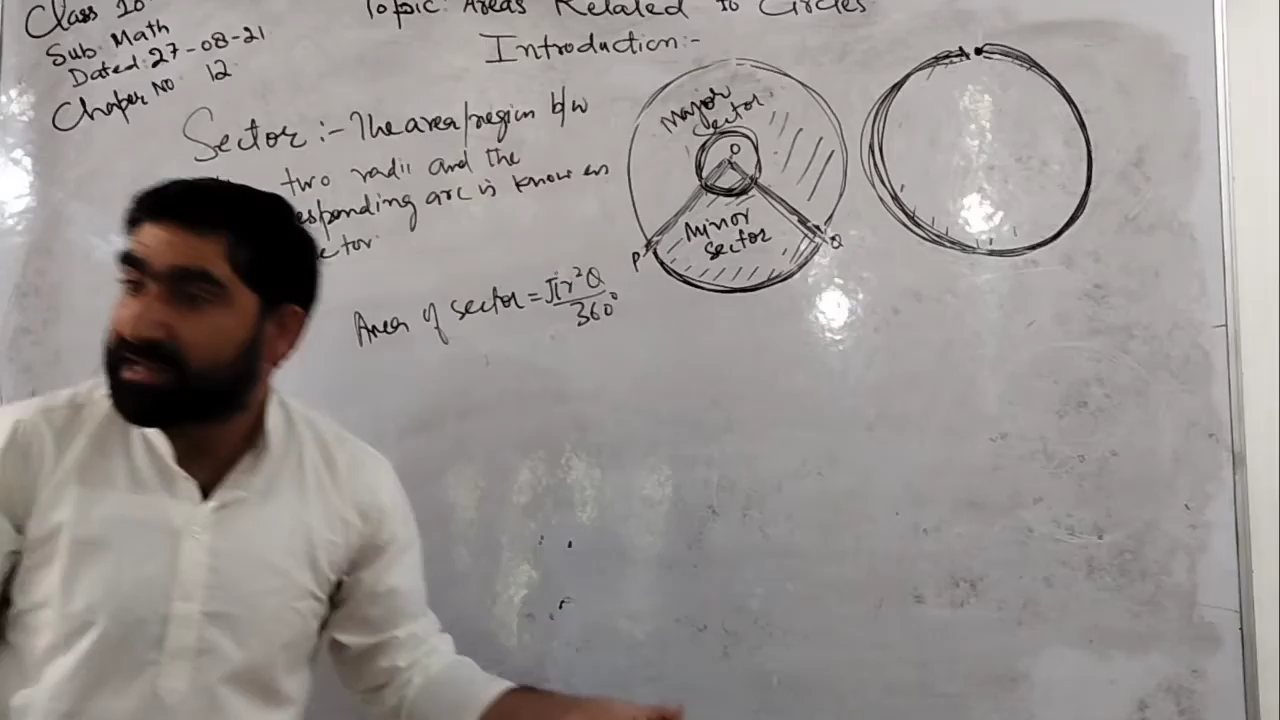 Class 10
Sub: Math
Dated: 27-08-21
Chapter No 12
Topic: Areas Related to Circles
Introduction:-
Sector:- The area/region b/w
two radii and the
esponding arc is known as
ector.
Area of sector = πr²θ/360°
Major
Sector
O
Minor
Sector
P
Q